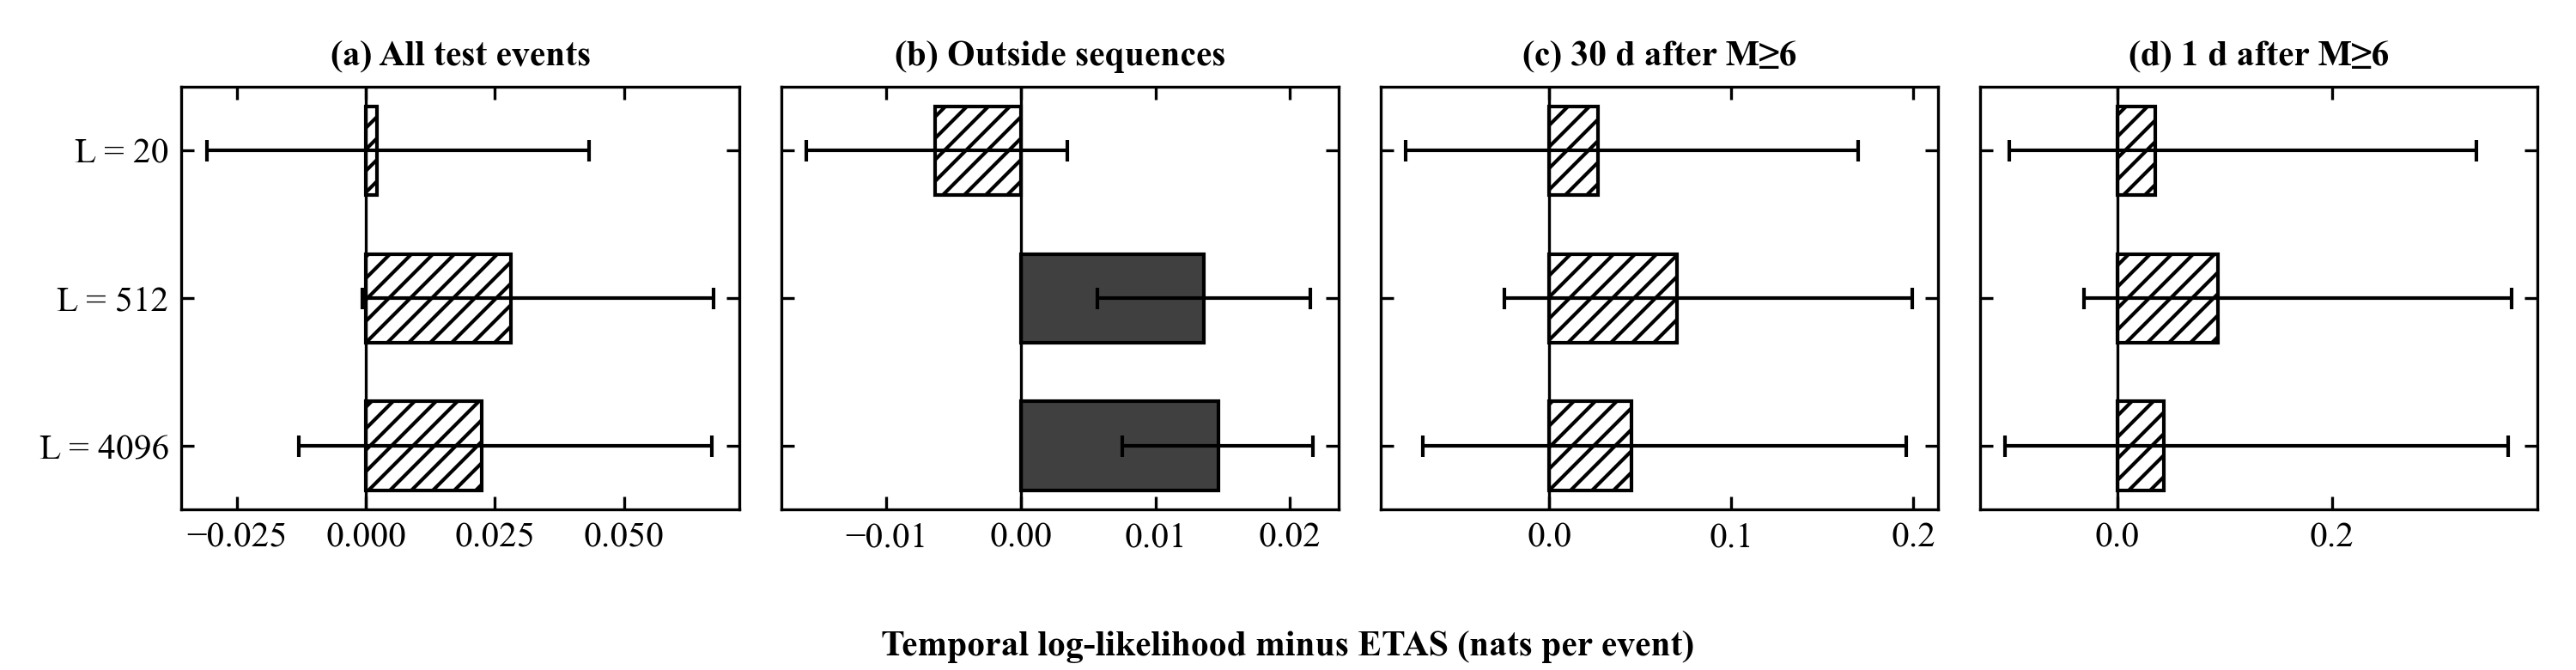 (a) All test events
(b) Outside sequences
(c) 30 d after M≥6
(d) 1 d after M≥6
L = 20
L = 512
L = 4096
−0.025 0.000 0.025 0.050
−0.01 0.00 0.01 0.02
0.0 0.1 0.2
0.0 0.2
Temporal log-likelihood minus ETAS (nats per event)